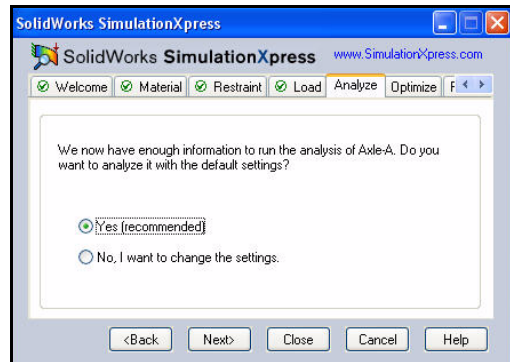 SolidWorks SimulationXpress
SolidWorks SimulationXpress www.SimulationXpress.com
Welcome Material Restraint Load Analyze Optimize
We now have enough information to run the analysis of Axle-A. Do you
want to analyze it with the default settings?
Yes (recommended)
No, I want to change the settings.
<Back Next> Close Cancel Help